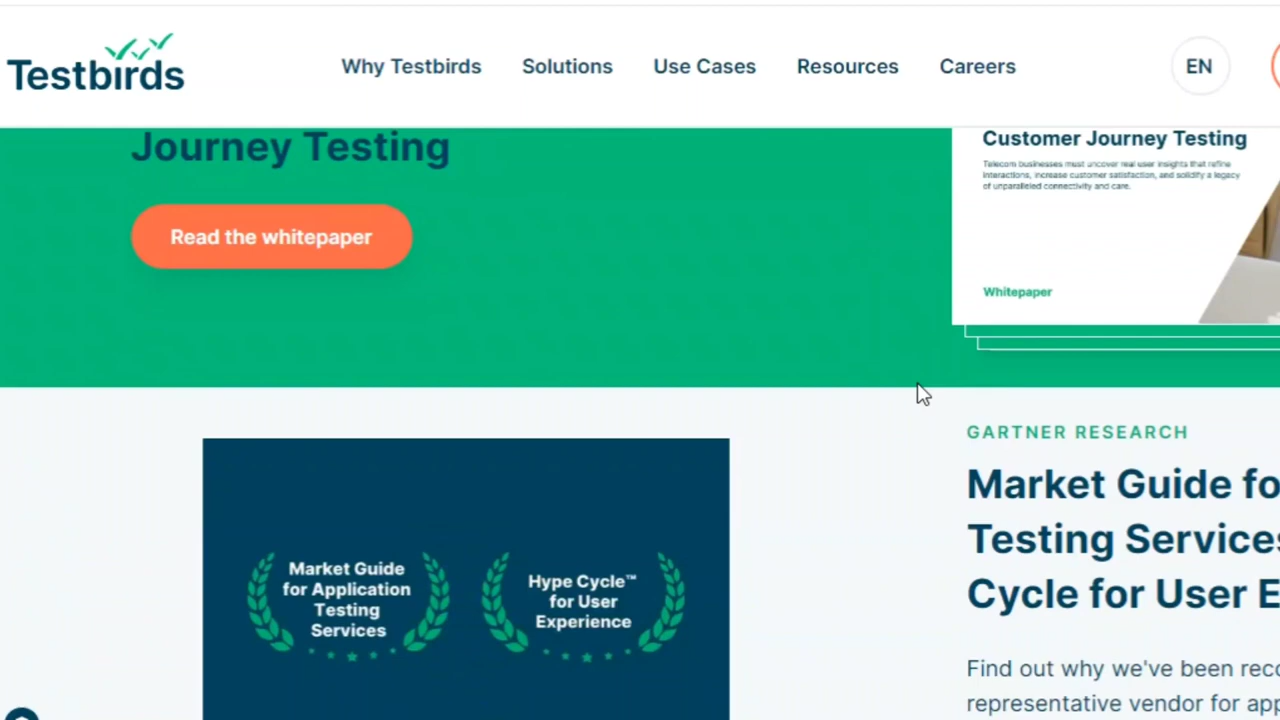 Testbirds
Why Testbirds
Solutions
Use Cases
Resources
Careers
EN
Journey Testing
Read the whitepaper
Customer Journey Testing
Telecom businesses must uncover real user insights that refine
interactions, increase customer satisfaction, and solidify a legacy
of unparalleled connectivity and care.
Whitepaper
Market Guide
for Application
Testing
Services
Hype Cycle™
for User
Experience
GARTNER RESEARCH
Market Guide fo
Testing Services
Cycle for User E
Find out why we've been reco
representative vendor for app